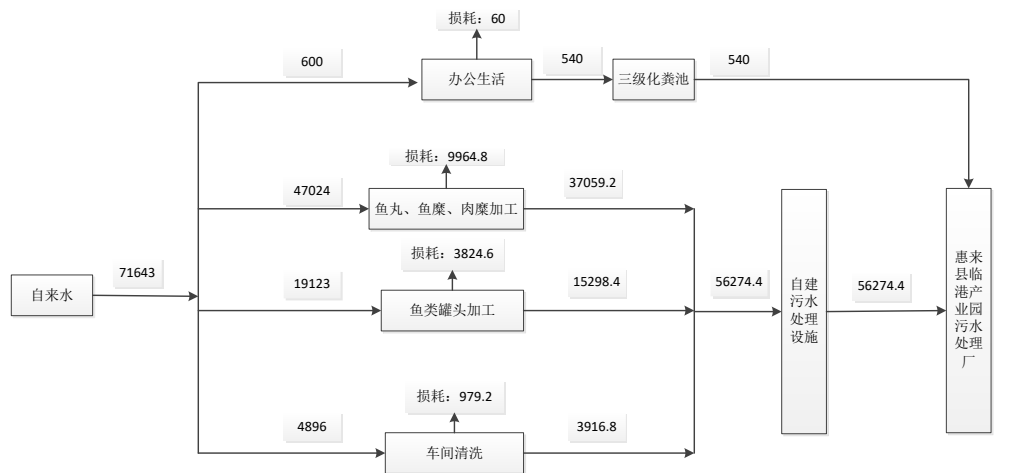 损耗：60
600
办公生活
540
三级化粪池
540
损耗：9964.8
47024
鱼丸、鱼糜、肉糜加工
37059.2
损耗：3824.6
自来水
71643
19123
鱼类罐头加工
15298.4
56274.4
自建
污水
处理
设施
56274.4
惠来
县临
港产
业园
污水
处理
厂
损耗：979.2
4896
车间清洗
3916.8